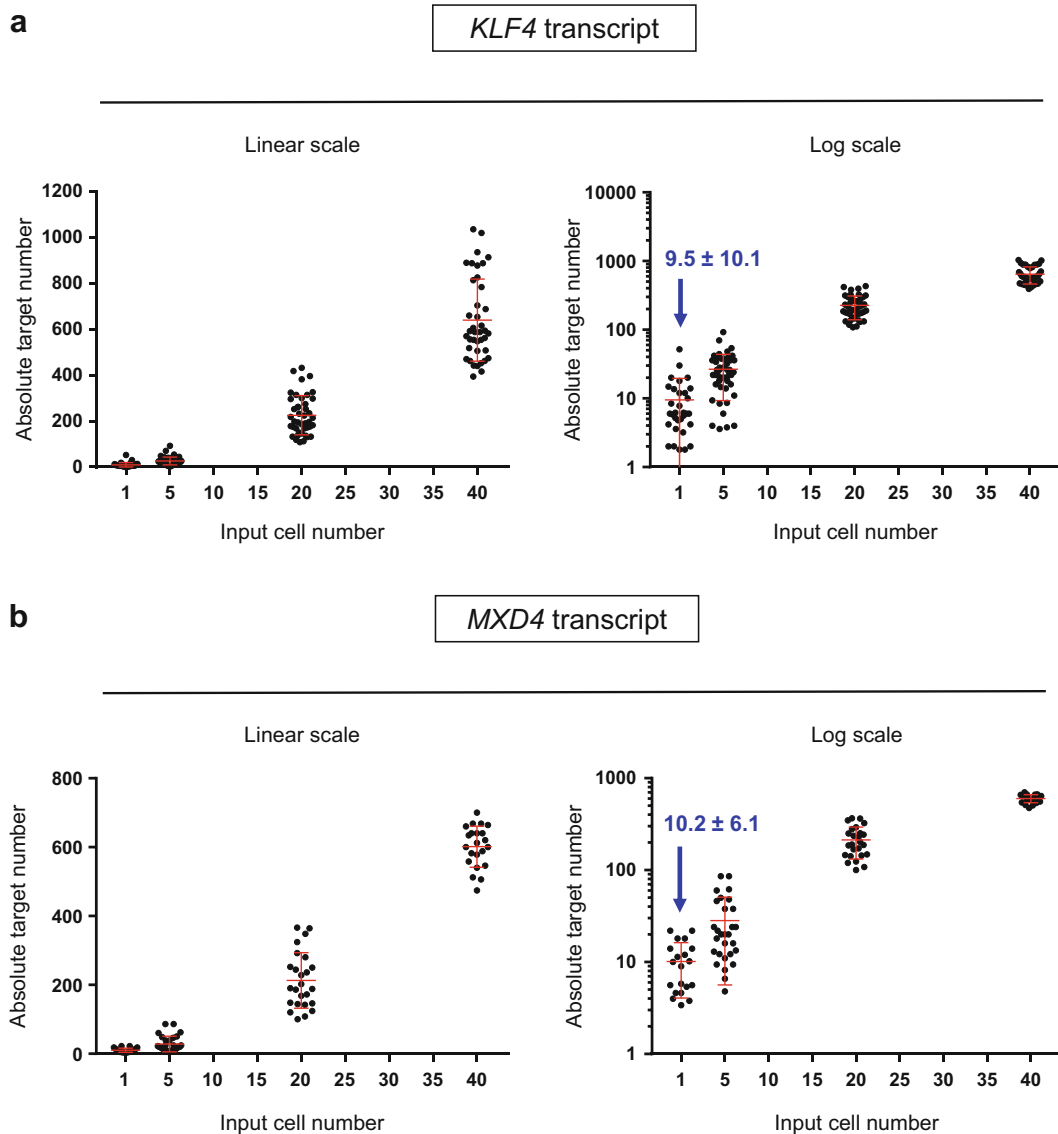 a
KLF4 transcript
Linear scale
Log scale
Absolute target number
1200
1000
800
600
400
200
0
1 5 10 15 20 25 30 35 40
Input cell number
Absolute target number
10000
1000
100
10
1
9.5 ± 10.1
1 5 10 15 20 25 30 35 40
Input cell number
b
MXD4 transcript
Linear scale
Log scale
Absolute target number
800
600
400
200
0
1 5 10 15 20 25 30 35 40
Input cell number
Absolute target number
1000
100
10
1
10.2 ± 6.1
1 5 10 15 20 25 30 35 40
Input cell number